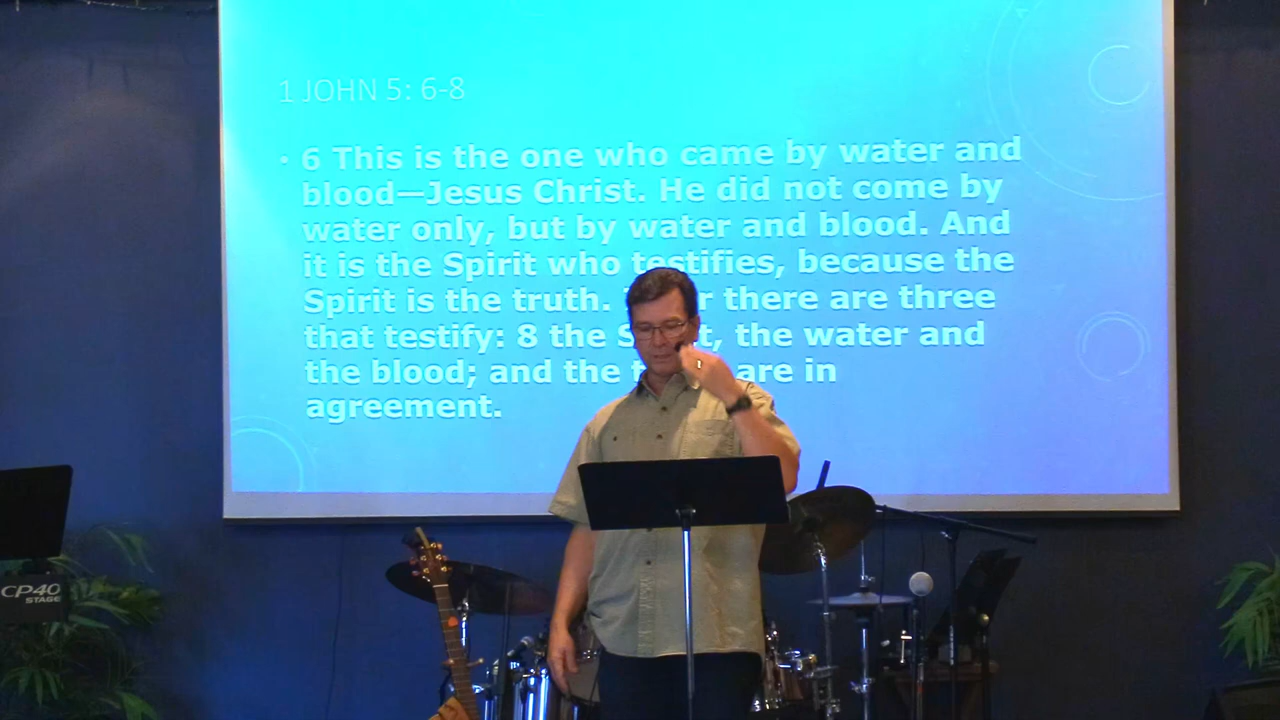 1 JOHN 5: 6-8
• 6 This is the one who came by water and
blood—Jesus Christ. He did not come by
water only, but by water and blood. And
it is the Spirit who testifies, because the
Spirit is the truth. there are three
that testify: 8 the the water and
the blood; and the are in
agreement.
CP40
STAGE